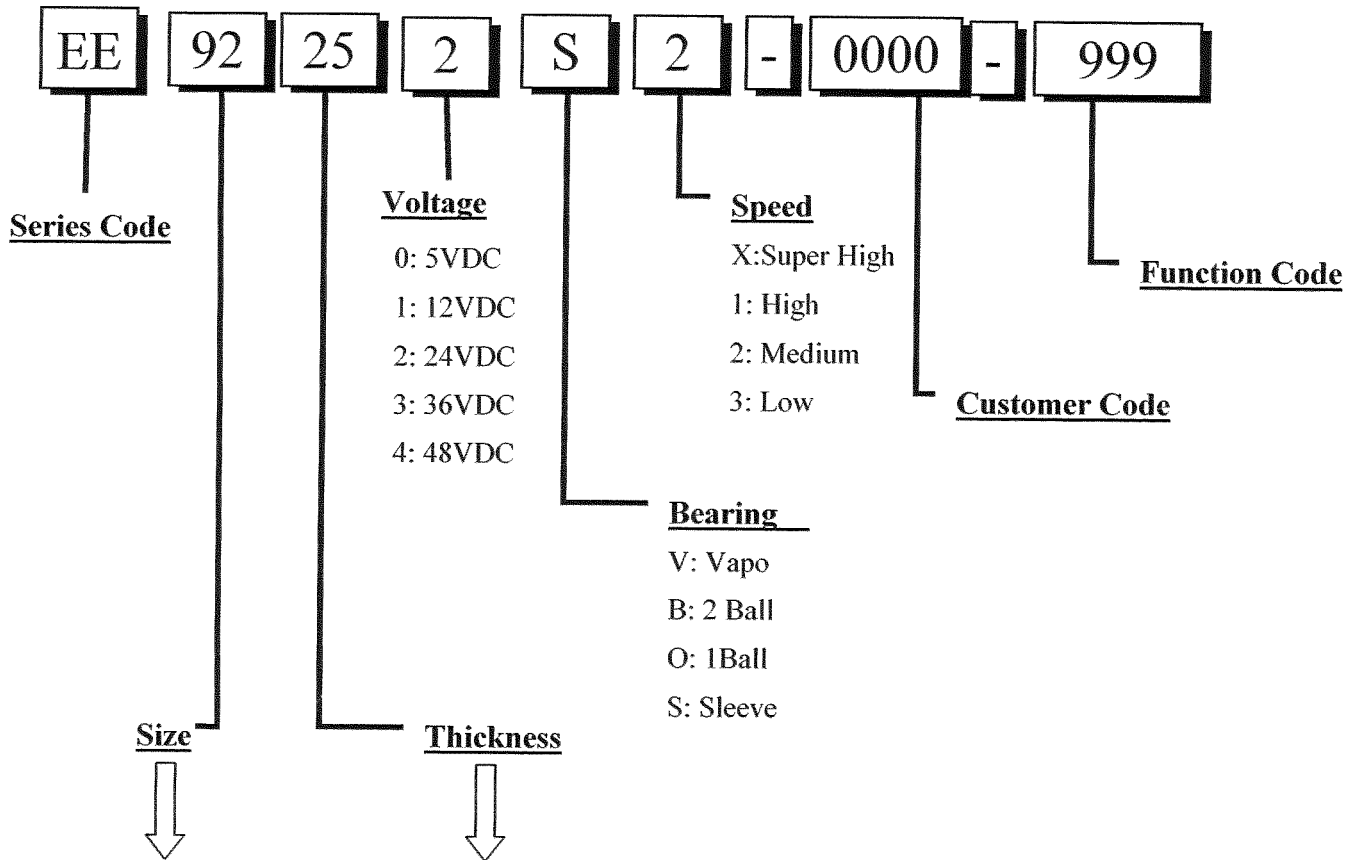 EE 92 25 2 S 2 - 0000 - 999
Series Code
Voltage
0: 5VDC
1: 12VDC
2: 24VDC
3: 36VDC
4: 48VDC
Speed
X:Super High
1: High
2: Medium
3: Low
Function Code
Customer Code
Bearing
V: Vapo
B: 2 Ball
O: 1Ball
S: Sleeve
Size
Thickness